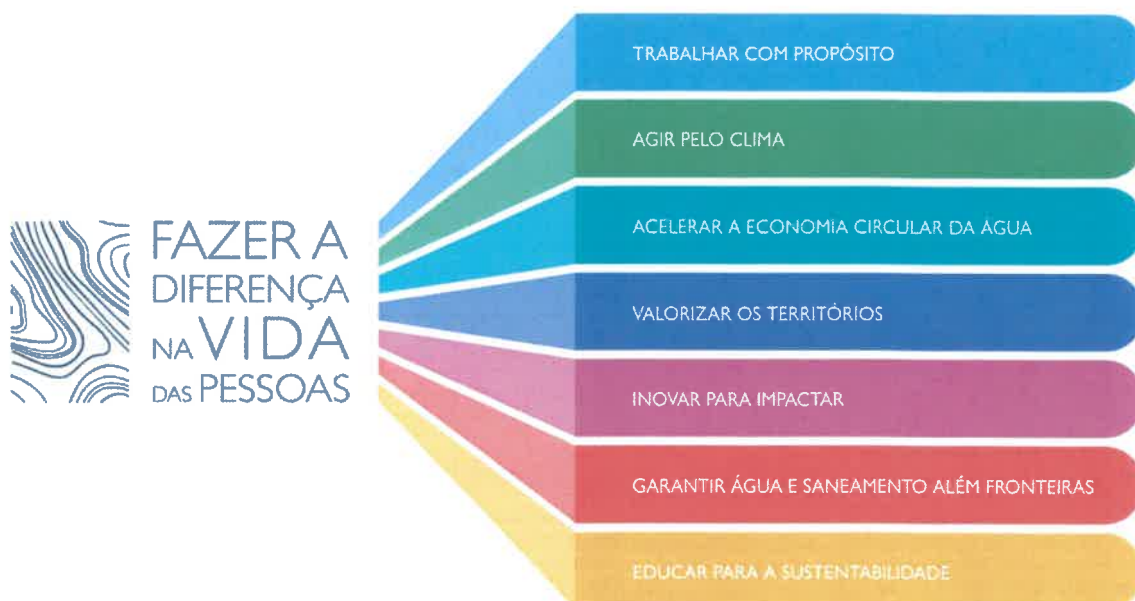 FAZER A
DIFERENÇA
NA VIDA
DAS PESSOAS
TRABALHAR COM PROPÓSITO
AGIR PELO CLIMA
ACELERAR A ECONOMIA CIRCULAR DA ÁGUA
VALORIZAR OS TERRITÓRIOS
INOVAR PARA IMPACTAR
GARANTIR ÁGUA E SANEAMENTO ALÉM FRONTEIRAS
EDUCAR PARA A SUSTENTABILIDADE